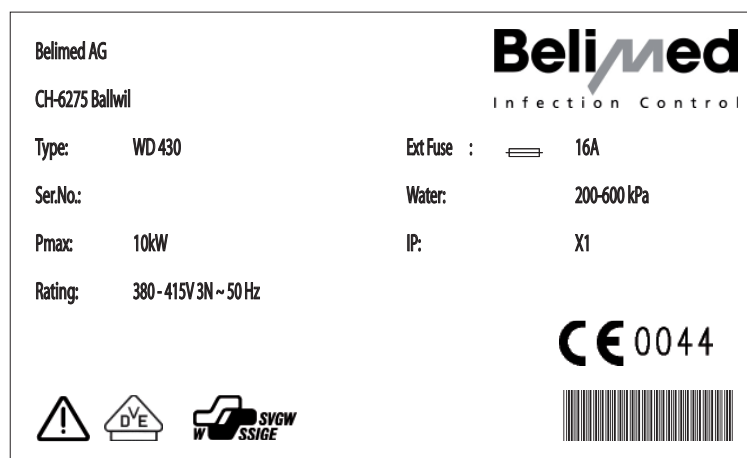 Belimed AG
Belimed
CH-6275 Ballwil
Infection Control
Type: WD 430 Ext Fuse : 16A
Ser.No.: Water: 200-600 kPa
Pmax: 10kW IP: X1
Rating: 380 - 415V 3N ~ 50 Hz
CE 0044
DVE
SVGW
W SSIGE